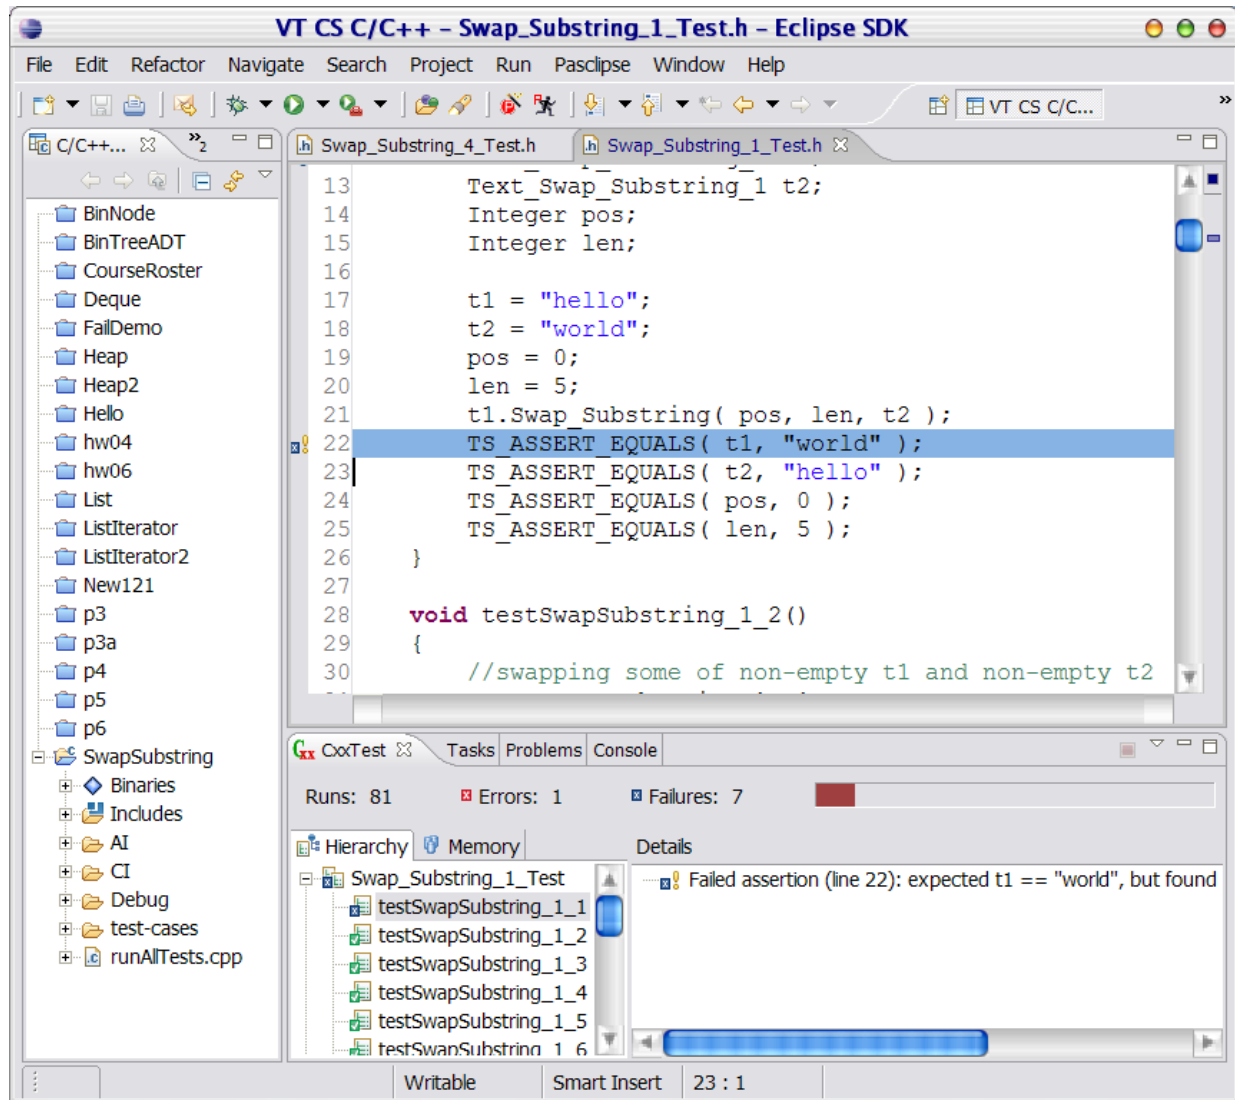 VT CS C/C++ – Swap_Substring_1_Test.h – Eclipse SDK
File Edit Refactor Navigate Search Project Run Pasclipse Window Help
VT CS C/C...
C/C++... 2
Swap_Substring_4_Test.h Swap_Substring_1_Test.h
BinNode
BinTreeADT
CourseRoster
Deque
FailDemo
Heap
Heap2
Hello
hw04
hw06
List
ListIterator
ListIterator2
New121
p3
p3a
p4
p5
p6
SwapSubstring
Binaries
Includes
AI
CI
Debug
test-cases
runAllTests.cpp
13 Text_Swap_Substring_1 t2;
14 Integer pos;
15 Integer len;
16
17 t1 = "hello";
18 t2 = "world";
19 pos = 0;
20 len = 5;
21 t1.Swap_Substring( pos, len, t2 );
22 TS_ASSERT_EQUALS( t1, "world" );
23 TS_ASSERT_EQUALS( t2, "hello" );
24 TS_ASSERT_EQUALS( pos, 0 );
25 TS_ASSERT_EQUALS( len, 5 );
26 }
27
28 void testSwapSubstring_1_2()
29 {
30 //swapping some of non-empty t1 and non-empty t2
CxxTest Tasks Problems Console
Runs: 81 Errors: 1 Failures: 7
Hierarchy Memory Details
Swap_Substring_1_Test
testSwapSubstring_1_1
testSwapSubstring_1_2
testSwapSubstring_1_3
testSwapSubstring_1_4
testSwapSubstring_1_5
testSwapSubstring_1_6
Failed assertion (line 22): expected t1 == "world", but found
Writable Smart Insert 23 : 1